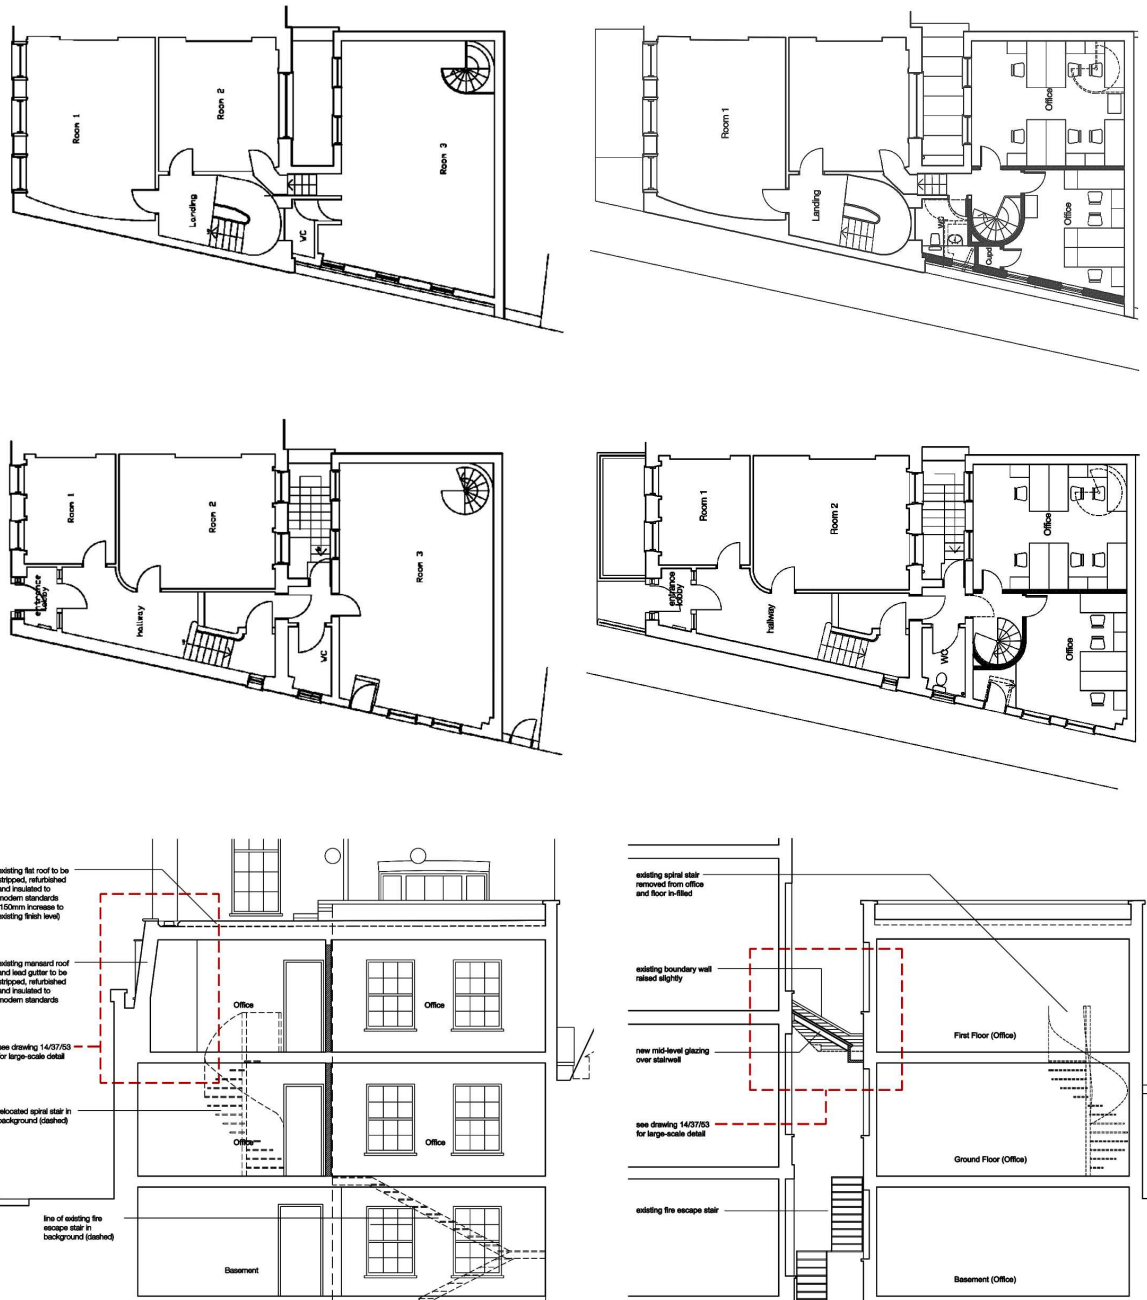 Room 1
Room 2
Room 3
Landing
WC
Room 1
Landing
WC
Cupd
Office
Office
Room 1
Room 2
Room 3
entrance
lobby
hallway
WC
Room 1
Room 2
entrance
lobby
hallway
WC
Office
Office
existing flat roof to be
stripped, refurbished
and insulated to
modern standards
(150mm increase to
existing finish level)
existing mansard roof
and lead gutter to be
stripped, refurbished
and insulated to
modern standards
see drawing 14/37/53
for large-scale detail
relocated spiral stair in
background (dashed)
line of existing fire
escape stair in
background (dashed)
Office
Office
Office
Office
Basement
existing spiral stair
removed from office
and floor in-filled
existing boundary wall
raised slightly
new mid-level glazing
over stairwell
see drawing 14/37/53
for large-scale detail
existing fire escape stair
First Floor (Office)
Ground Floor (Office)
Basement (Office)